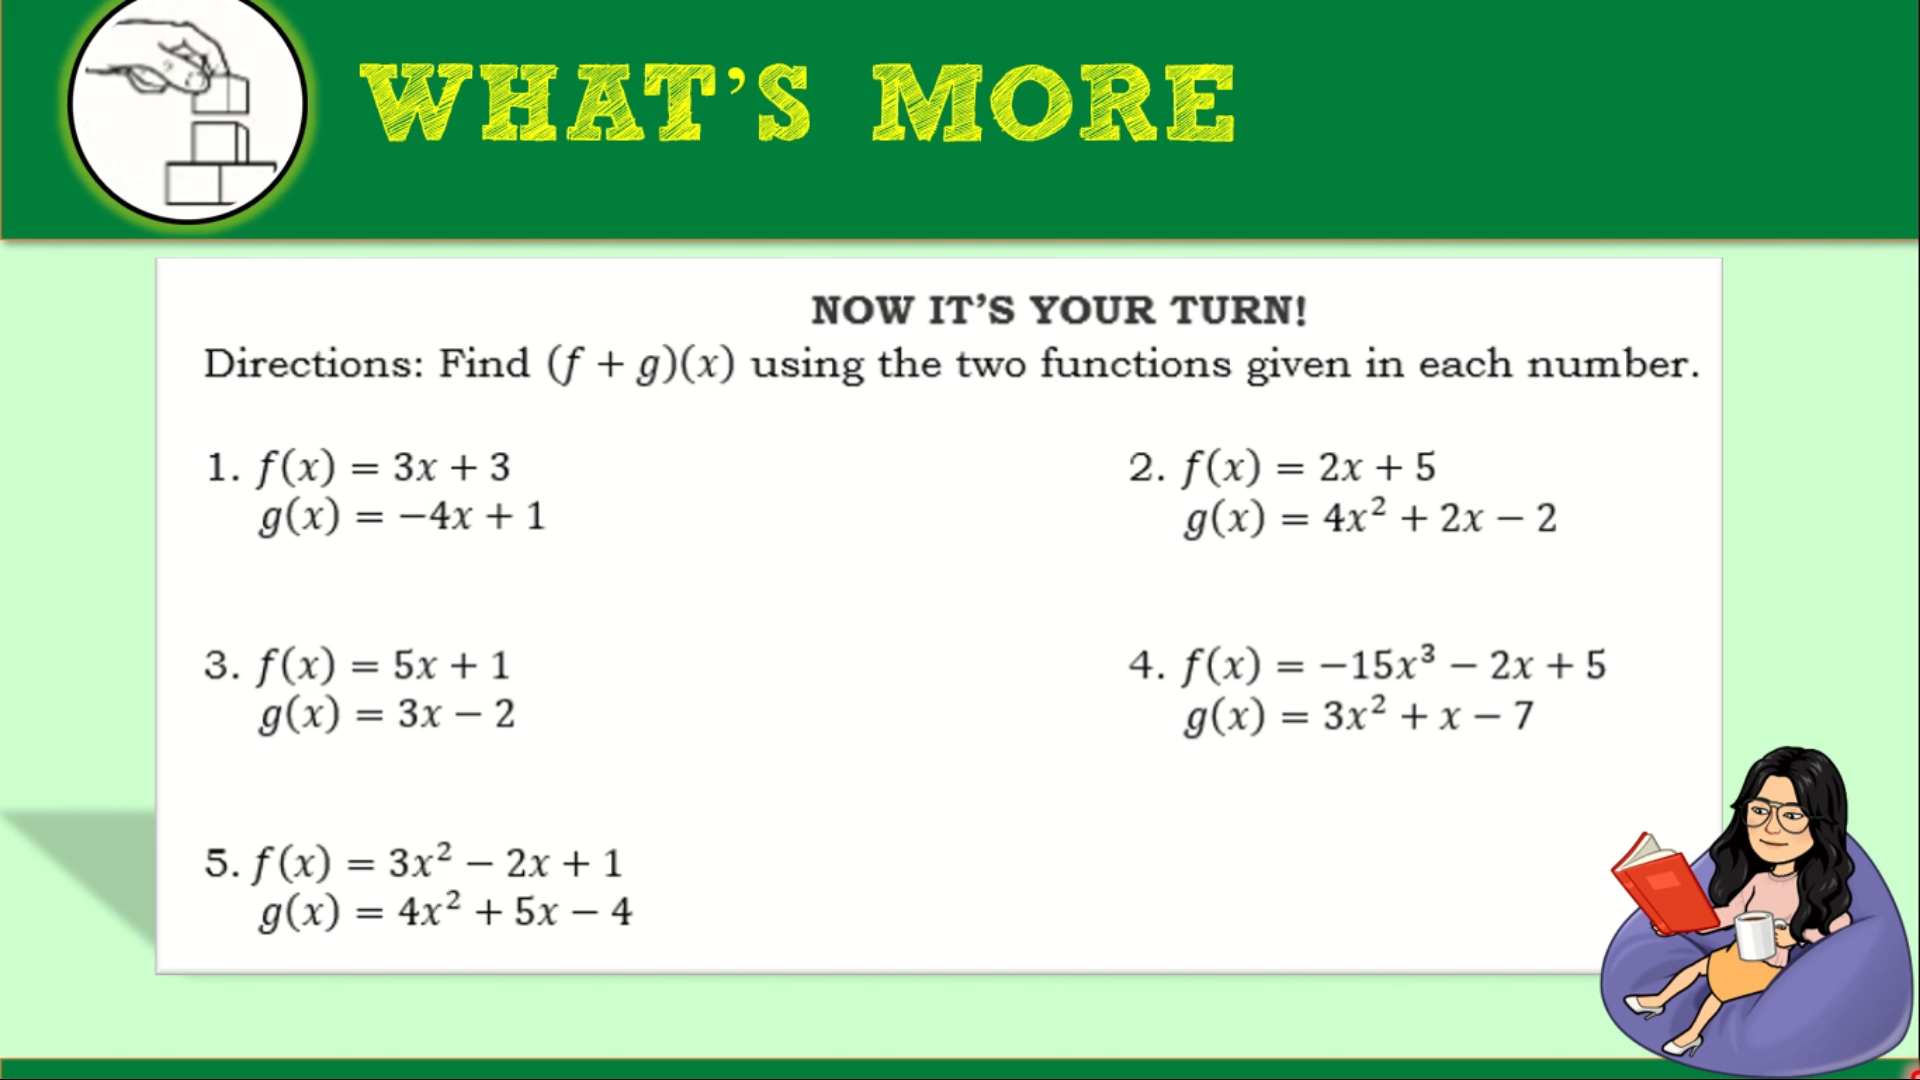 WHAT'S MORE
NOW IT'S YOUR TURN!
Directions: Find (f + g)(x) using the two functions given in each number.
1. f(x) = 3x + 3
g(x) = −4x + 1
2. f(x) = 2x + 5
g(x) = 4x² + 2x − 2
3. f(x) = 5x + 1
g(x) = 3x − 2
4. f(x) = −15x³ − 2x + 5
g(x) = 3x² + x − 7
5. f(x) = 3x² − 2x + 1
g(x) = 4x² + 5x − 4